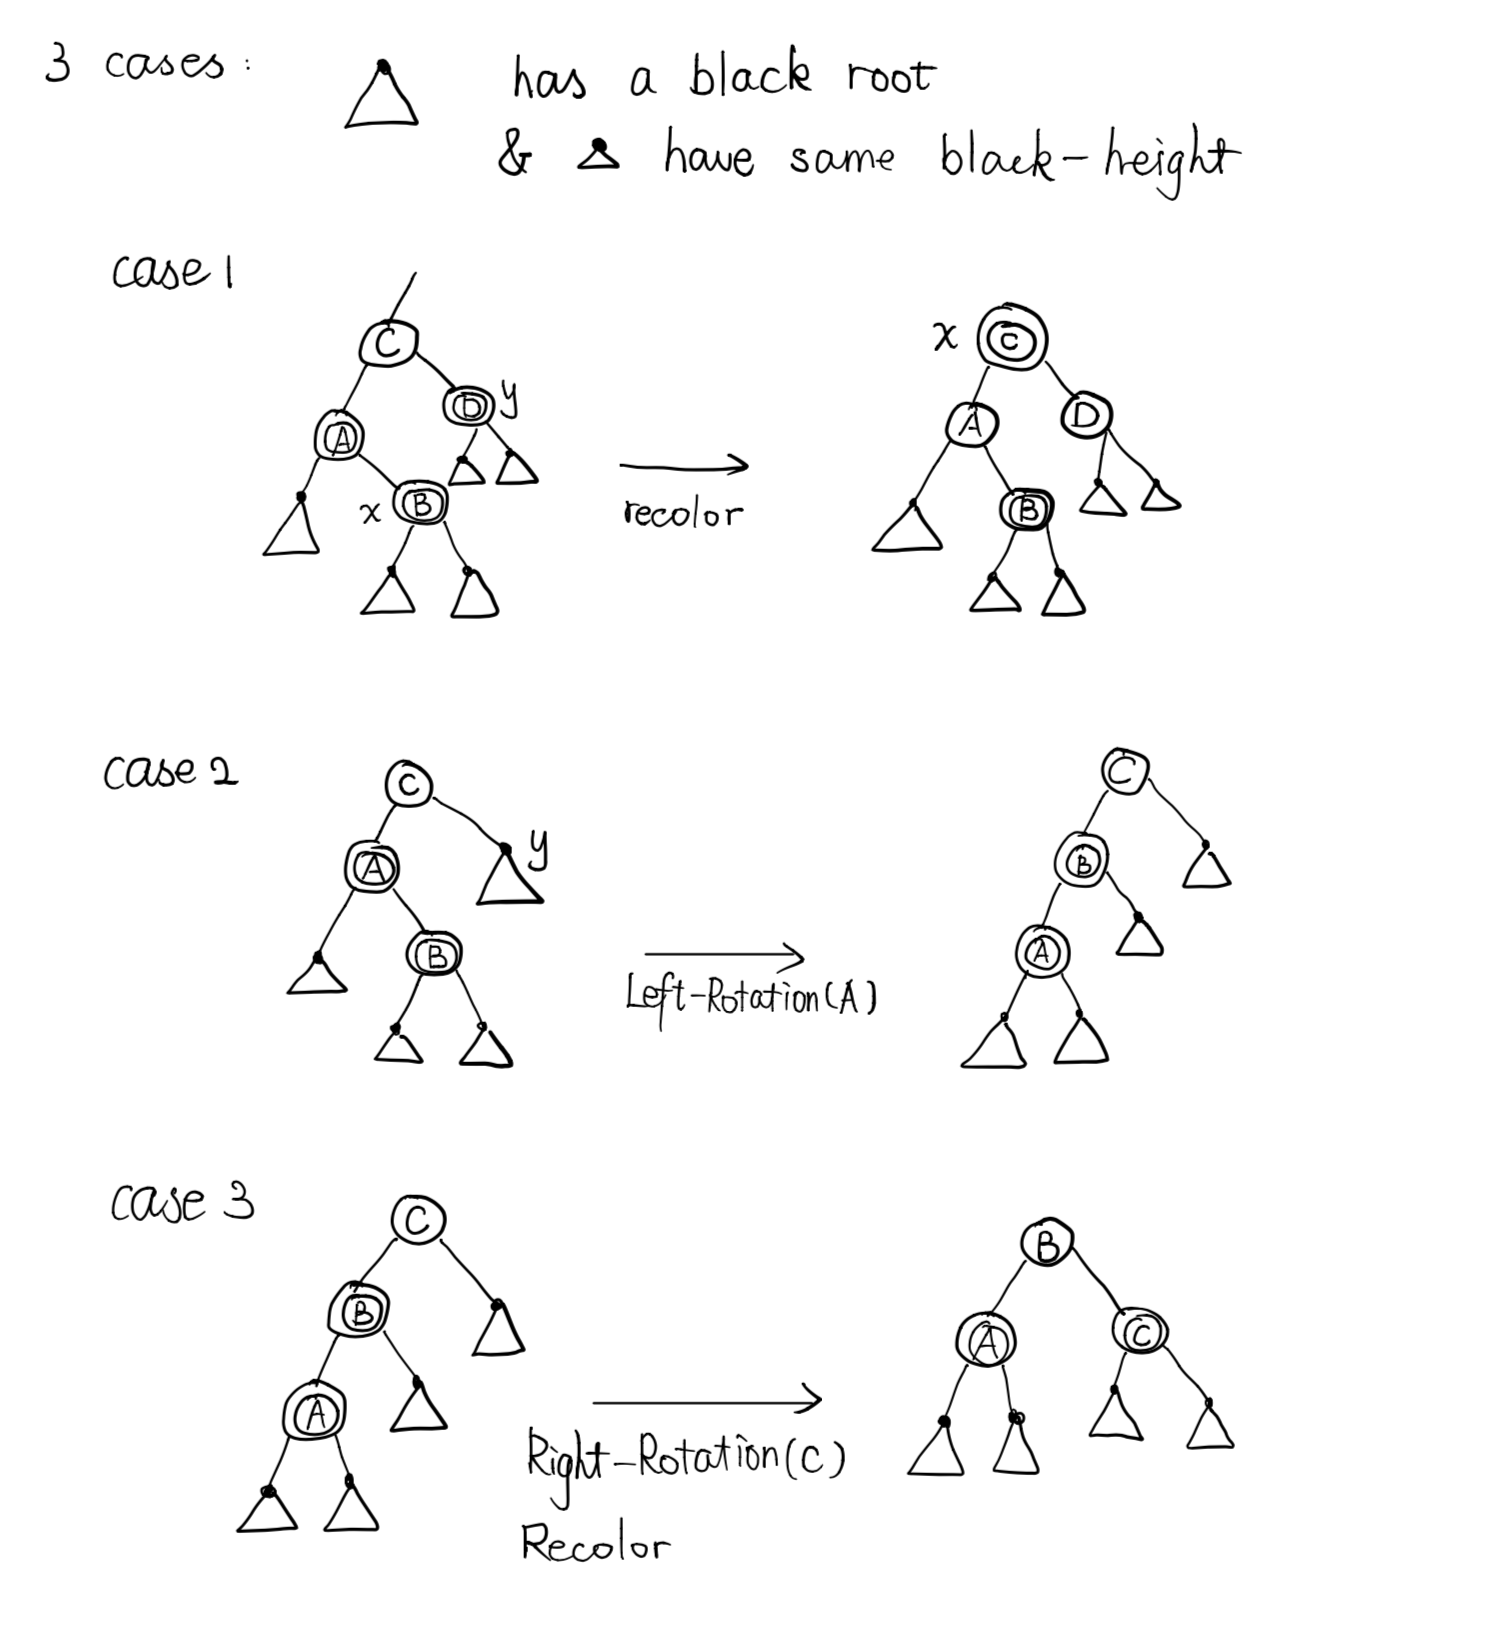 3 cases: has a black root
& have same black-height
case 1
C
A
D y
x B
recolor
x C
A
D
B
case 2
C
A
y
B
Left-Rotation(A)
C
B
A
case 3
C
B
A
Right-Rotation(C)
Recolor
B
A
C